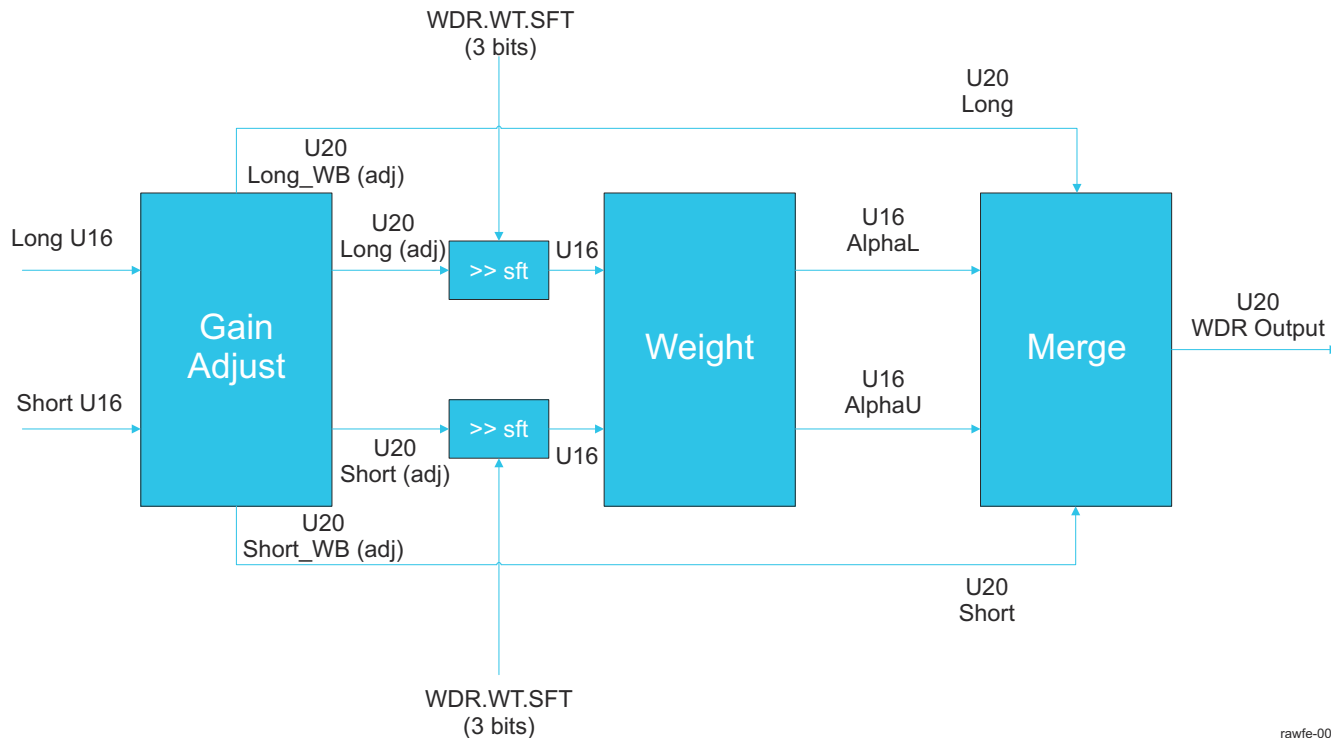 WDR.WT.SFT
(3 bits)
U20
Long
U20
Long_WB (adj)
Long U16
U20
Long (adj)
>> sft
U16
U16
AlphaL
Gain
Adjust
Weight
Merge
U20
WDR Output
Short U16
U20
Short (adj)
>> sft
U16
U16
AlphaU
U20
Short_WB (adj)
U20
Short
WDR.WT.SFT
(3 bits)
rawfe-00